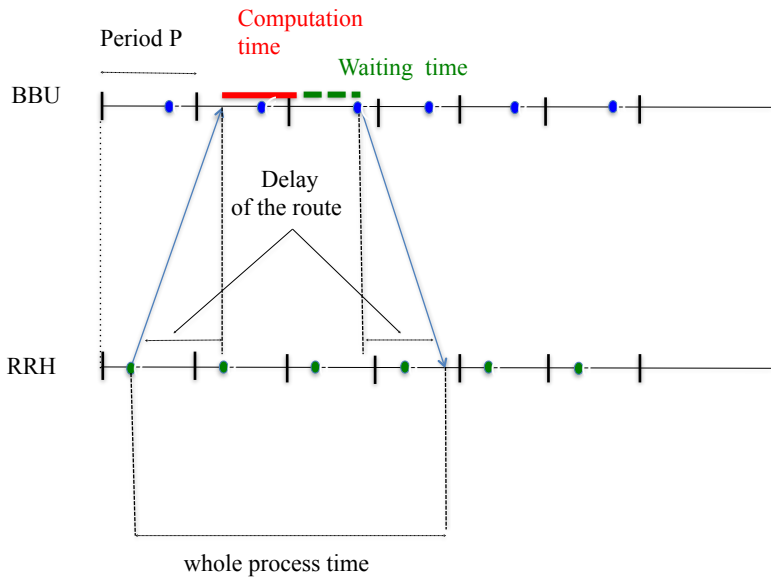 Computation
time
Period P
Waiting time
BBU
Delay
of the route
RRH
whole process time